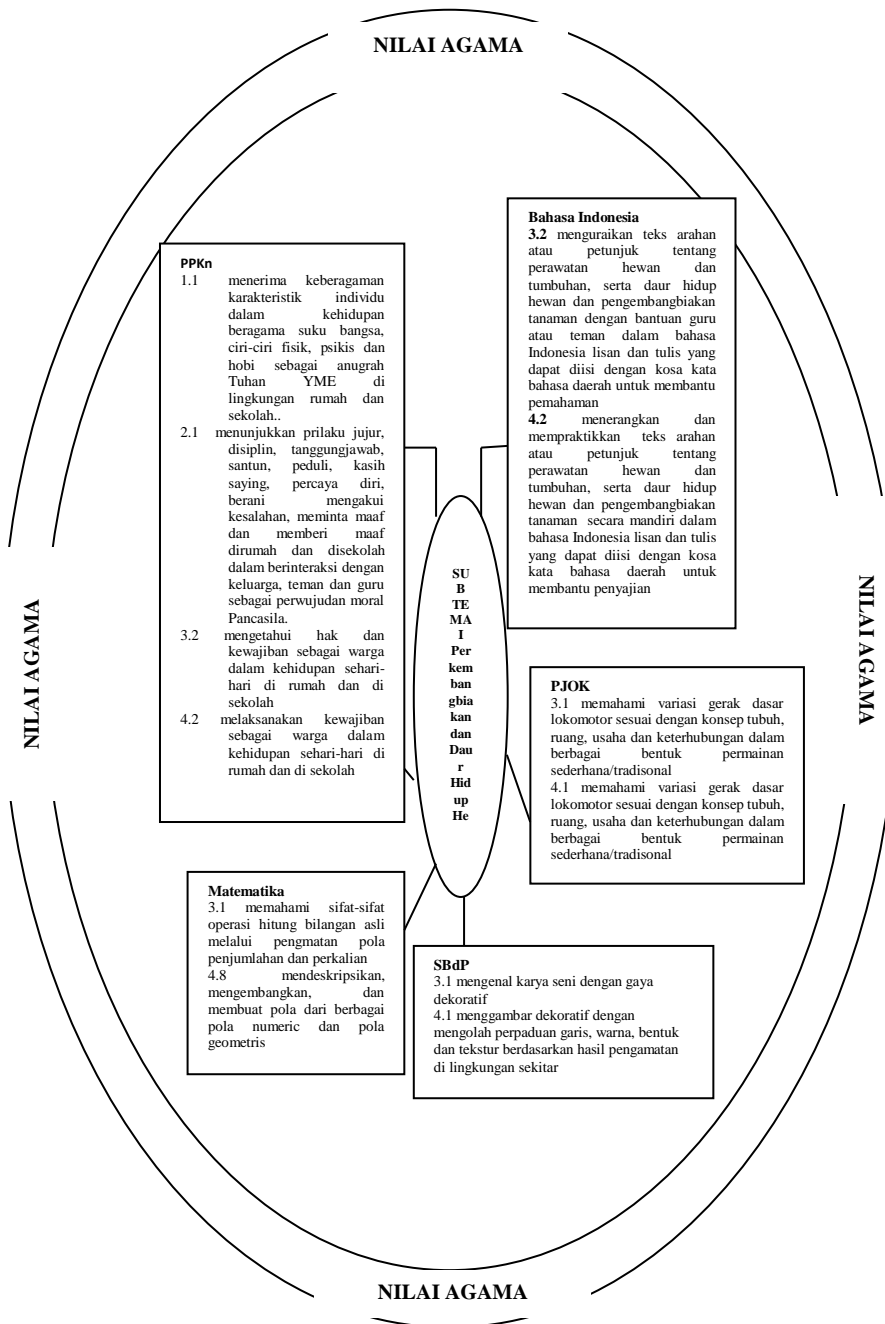 NILAI AGAMA
PPKn
1.1 menerima keberagaman
karakteristik individu
dalam kehidupan
beragama suku bangsa,
ciri-ciri fisik, psikis dan
hobi sebagai anugrah
Tuhan YME di
lingkungan rumah dan
sekolah..
2.1 menunjukkan prilaku jujur,
disiplin, tanggungjawab,
santun, peduli, kasih
saying, percaya diri,
berani mengakui
kesalahan, meminta maaf
dan memberi maaf
dirumah dan disekolah
dalam berinteraksi dengan
keluarga, teman dan guru
sebagai perwujudan moral
Pancasila.
3.2 mengetahui hak dan
kewajiban sebagai warga
dalam kehidupan sehari-
hari di rumah dan di
sekolah
4.2 melaksanakan kewajiban
sebagai warga dalam
kehidupan sehari-hari di
rumah dan di sekolah
Bahasa Indonesia
3.2 menguraikan teks arahan
atau petunjuk tentang
perawatan hewan dan
tumbuhan, serta daur hidup
hewan dan pengembangbiakan
tanaman dengan bantuan guru
atau teman dalam bahasa
Indonesia lisan dan tulis yang
dapat diisi dengan kosa kata
bahasa daerah untuk membantu
pemahaman
4.2 menerangkan dan
mempraktikkan teks arahan
atau petunjuk tentang
perawatan hewan dan
tumbuhan, serta daur hidup
hewan dan pengembangbiakan
tanaman secara mandiri dalam
bahasa Indonesia lisan dan tulis
yang dapat diisi dengan kosa
kata bahasa daerah untuk
membantu penyajian
NILAI AGAMA
SU
B
TE
MA
I
Per
kem
ban
gbia
kan
dan
Dau
r
Hid
up
He
NILAI AGAMA
PJOK
3.1 memahami variasi gerak dasar
lokomotor sesuai dengan konsep tubuh,
ruang, usaha dan keterhubungan dalam
berbagai bentuk permainan
sederhana/tradisonal
4.1 memahami variasi gerak dasar
lokomotor sesuai dengan konsep tubuh,
ruang, usaha dan keterhubungan dalam
berbagai bentuk permainan
sederhana/tradisonal
Matematika
3.1 memahami sifat-sifat
operasi hitung bilangan asli
melalui pengmatan pola
penjumlahan dan perkalian
4.8 mendeskripsikan,
mengembangkan, dan
membuat pola dari berbagai
pola numeric dan pola
geometris
SBdP
3.1 mengenal karya seni dengan gaya
dekoratif
4.1 menggambar dekoratif dengan
mengolah perpaduan garis, warna, bentuk
dan tekstur berdasarkan hasil pengamatan
di lingkungan sekitar
NILAI AGAMA